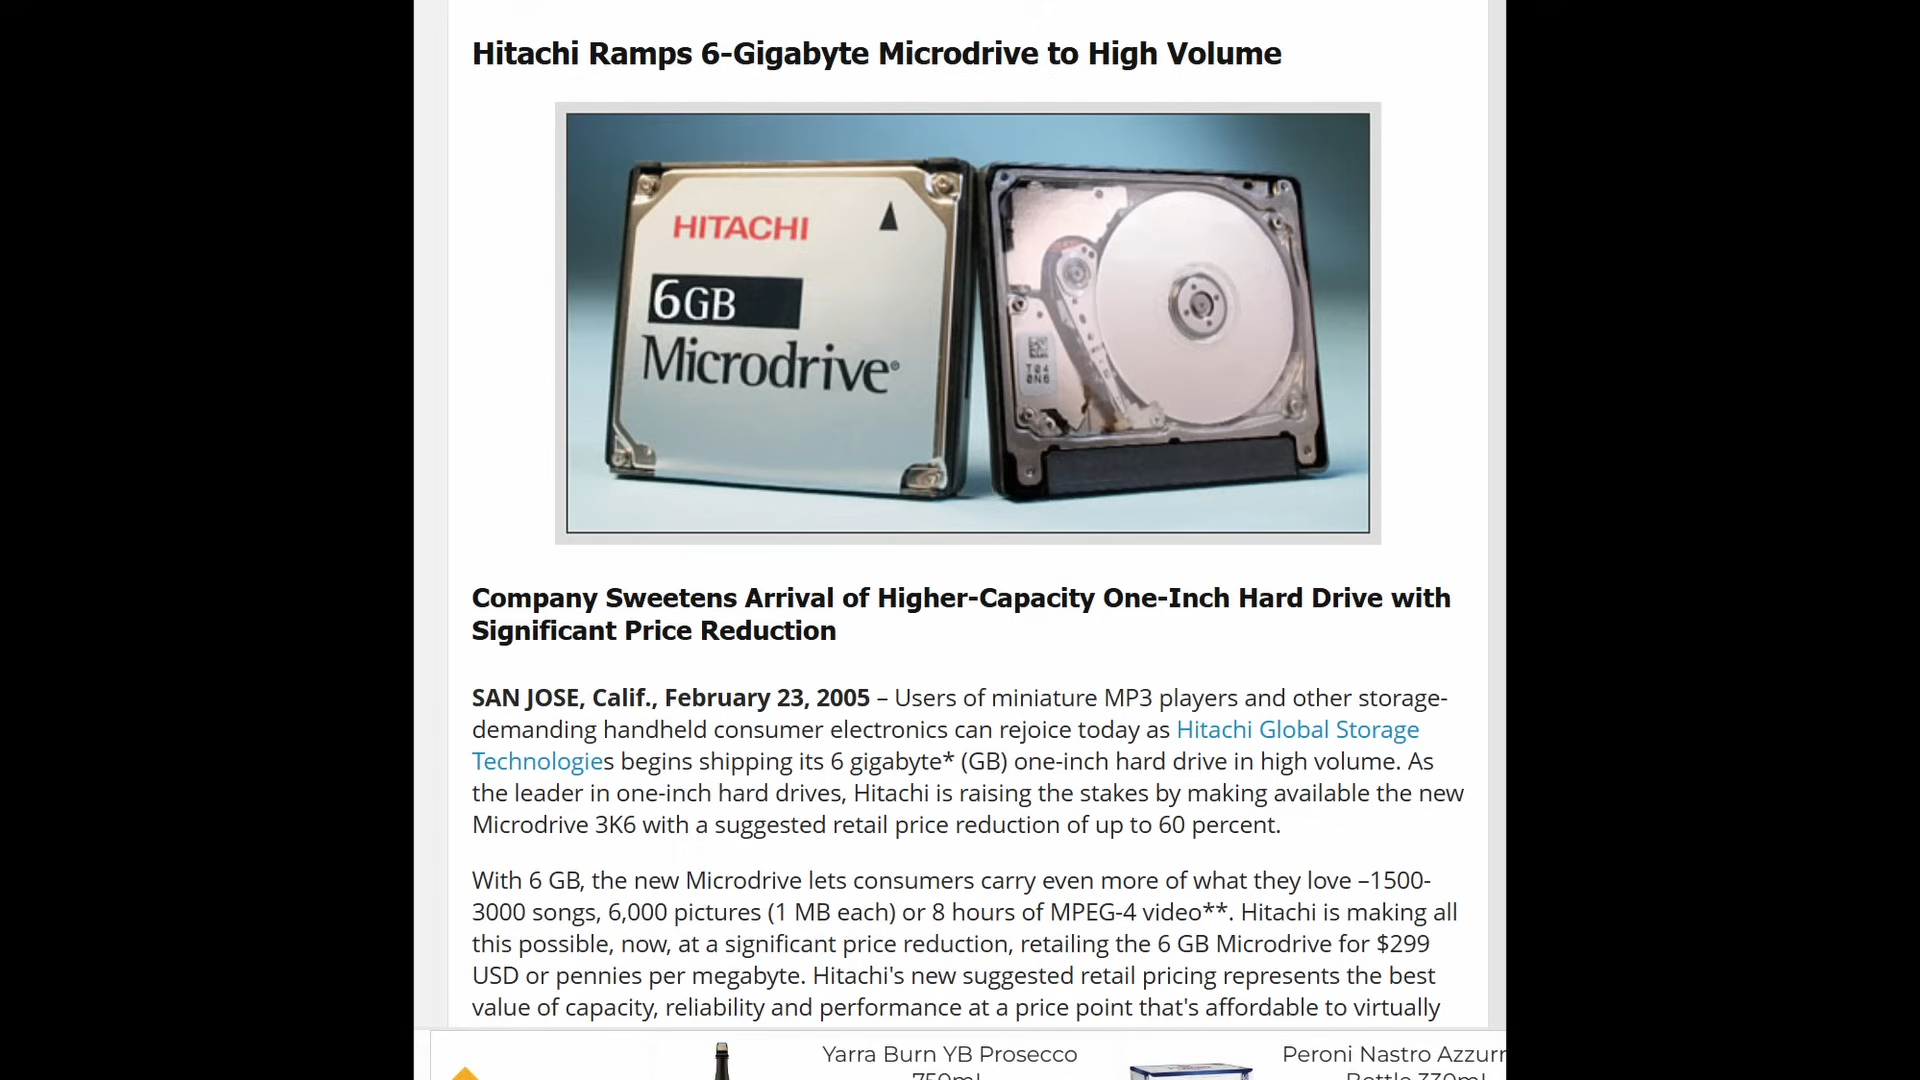 Hitachi Ramps 6-Gigabyte Microdrive to High Volume
HITACHI
6GB
Microdrive®
T04
0N6
Company Sweetens Arrival of Higher-Capacity One-Inch Hard Drive with
Significant Price Reduction
SAN JOSE, Calif., February 23, 2005 – Users of miniature MP3 players and other storage-
demanding handheld consumer electronics can rejoice today as Hitachi Global Storage
Technologies begins shipping its 6 gigabyte* (GB) one-inch hard drive in high volume. As
the leader in one-inch hard drives, Hitachi is raising the stakes by making available the new
Microdrive 3K6 with a suggested retail price reduction of up to 60 percent.
With 6 GB, the new Microdrive lets consumers carry even more of what they love –1500-
3000 songs, 6,000 pictures (1 MB each) or 8 hours of MPEG-4 video**. Hitachi is making all
this possible, now, at a significant price reduction, retailing the 6 GB Microdrive for $299
USD or pennies per megabyte. Hitachi's new suggested retail pricing represents the best
value of capacity, reliability and performance at a price point that's affordable to virtually
Yarra Burn YB Prosecco
750mL
Peroni Nastro Azzurr
Bottle 330mL